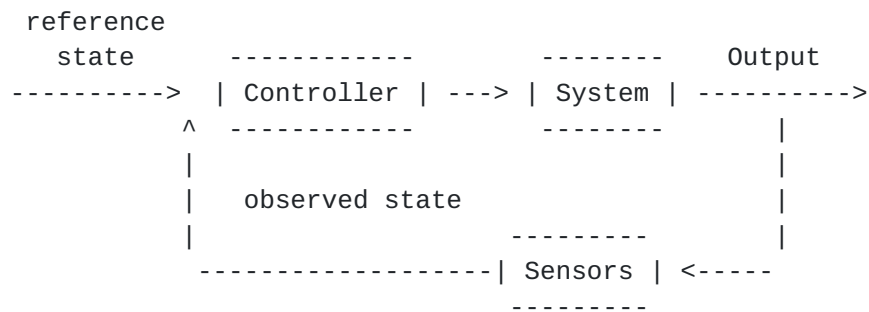 reference
state ------------ -------- Output
----------> | Controller | ---> | System | ---------->
^ ------------ -------- |
| |
| observed state |
| --------- |
-------------------| Sensors | <-----
---------